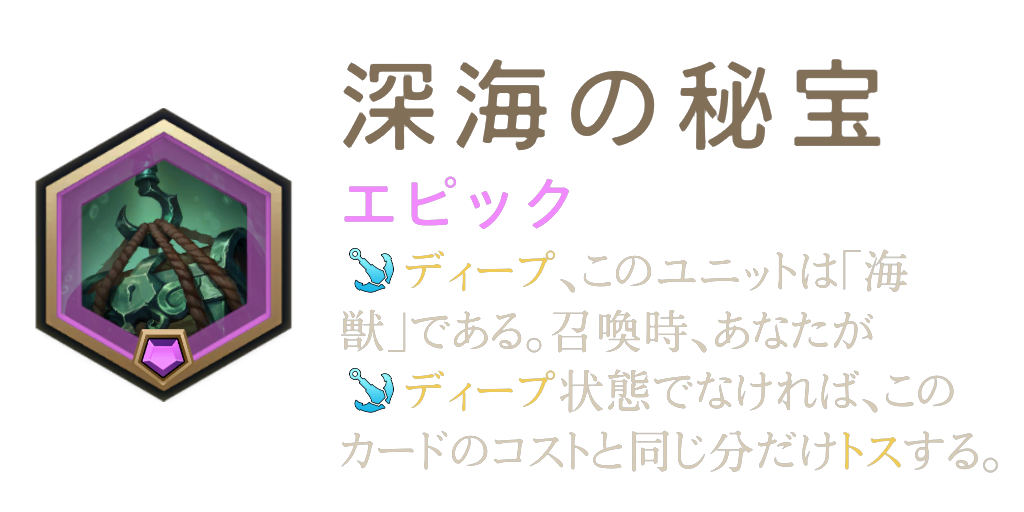 深海の秘宝
エピック
ディープ、このユニットは「海
獣」である。召喚時、あなたが
ディープ状態でなければ、この
カードのコストと同じ分だけトスする。